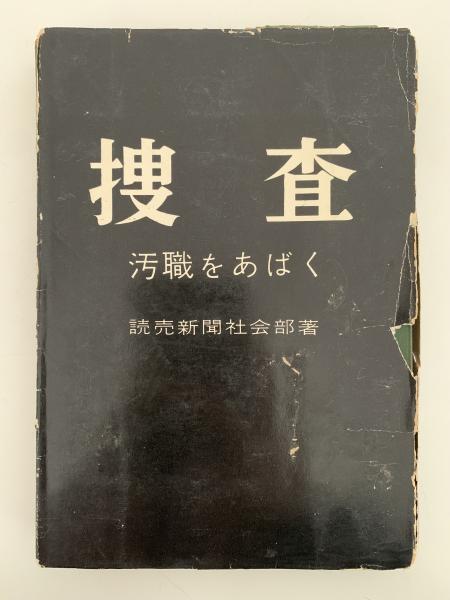 捜査
汚職をあばく
読売新聞社会部著